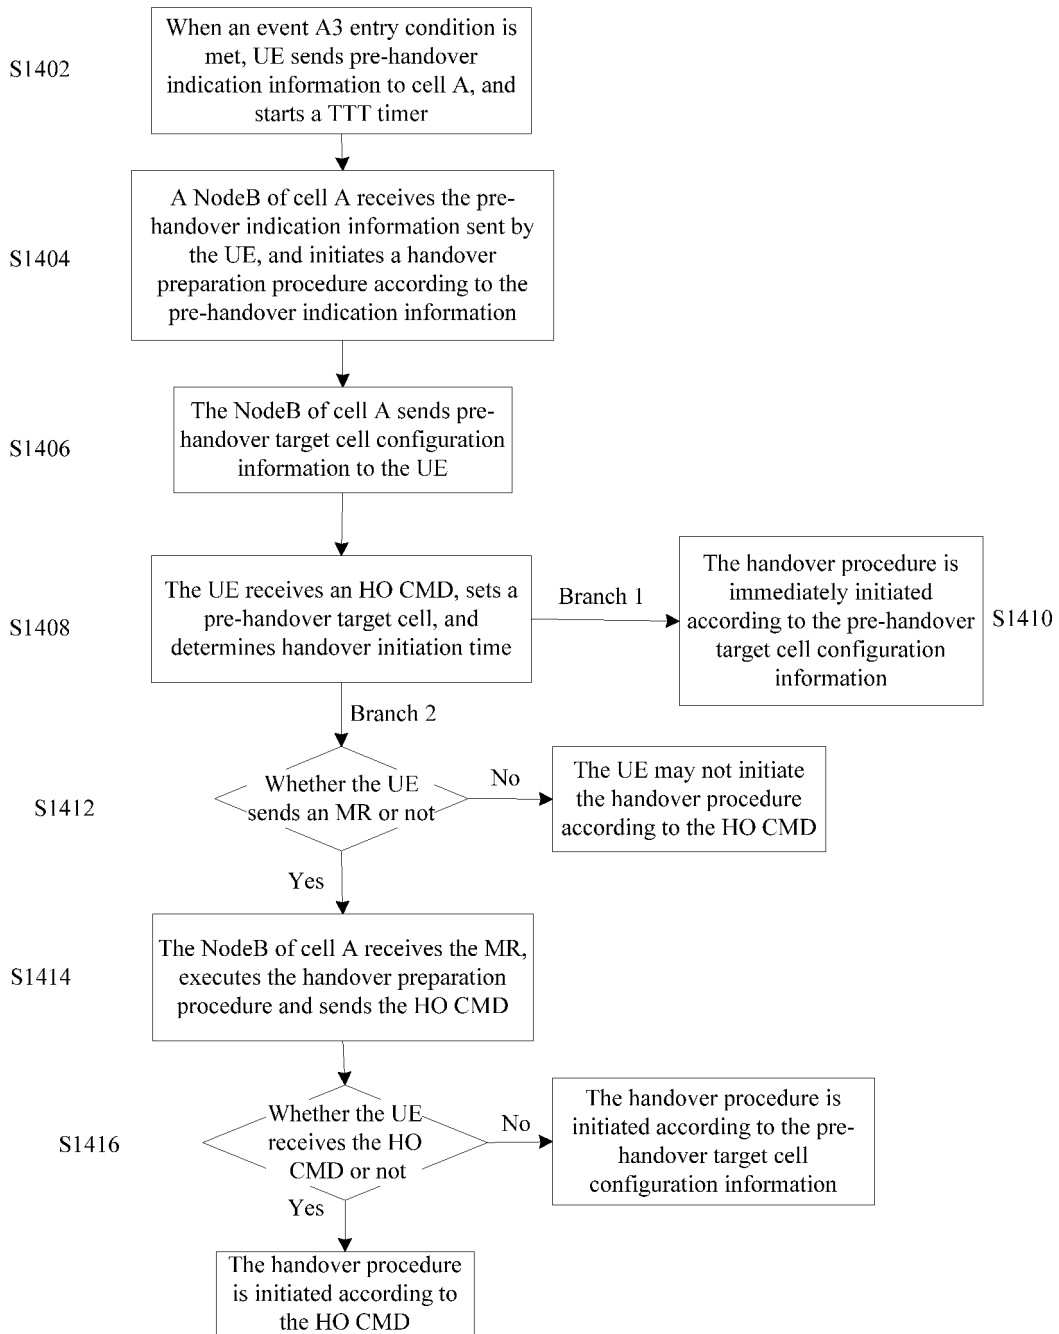 When an event A3 entry condition is
met, UE sends pre-handover
indication information to cell A, and
starts a TTT timer
S1402
A NodeB of cell A receives the pre-
handover indication information sent by
the UE, and initiates a handover
preparation procedure according to the
pre-handover indication information
S1404
The NodeB of cell A sends pre-
handover target cell configuration
information to the UE
S1406
The UE receives an HO CMD, sets a
pre-handover target cell, and
determines handover initiation time
S1408
Branch 1
The handover procedure is
immediately initiated
according to the pre-handover
target cell configuration
information
S1410
Branch 2
Whether the UE
sends an MR or not
S1412
No
The UE may not initiate
the handover procedure
according to the HO CMD
Yes
The NodeB of cell A receives the MR,
executes the handover preparation
procedure and sends the HO CMD
S1414
Whether the UE
receives the HO
CMD or not
S1416
No
The handover procedure is
initiated according to the pre-
handover target cell
configuration information
Yes
The handover procedure
is initiated according to
the HO CMD